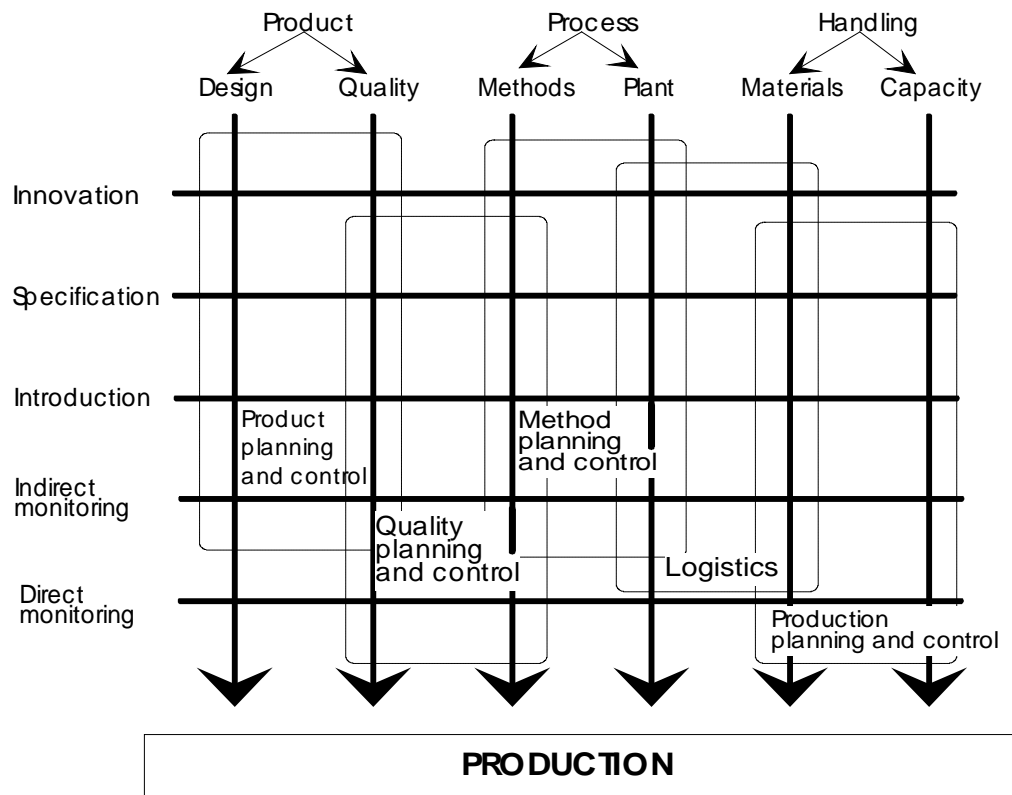 Product Process Handling
Design Quality Methods Plant Materials Capacity
Innovation
Specification
Introduction
Product
planning
and control
Method
planning
and control
Indirect
monitoring
Quality
planning
and control
Logistics
Direct
monitoring
Production
planning and control
PRODUCTION